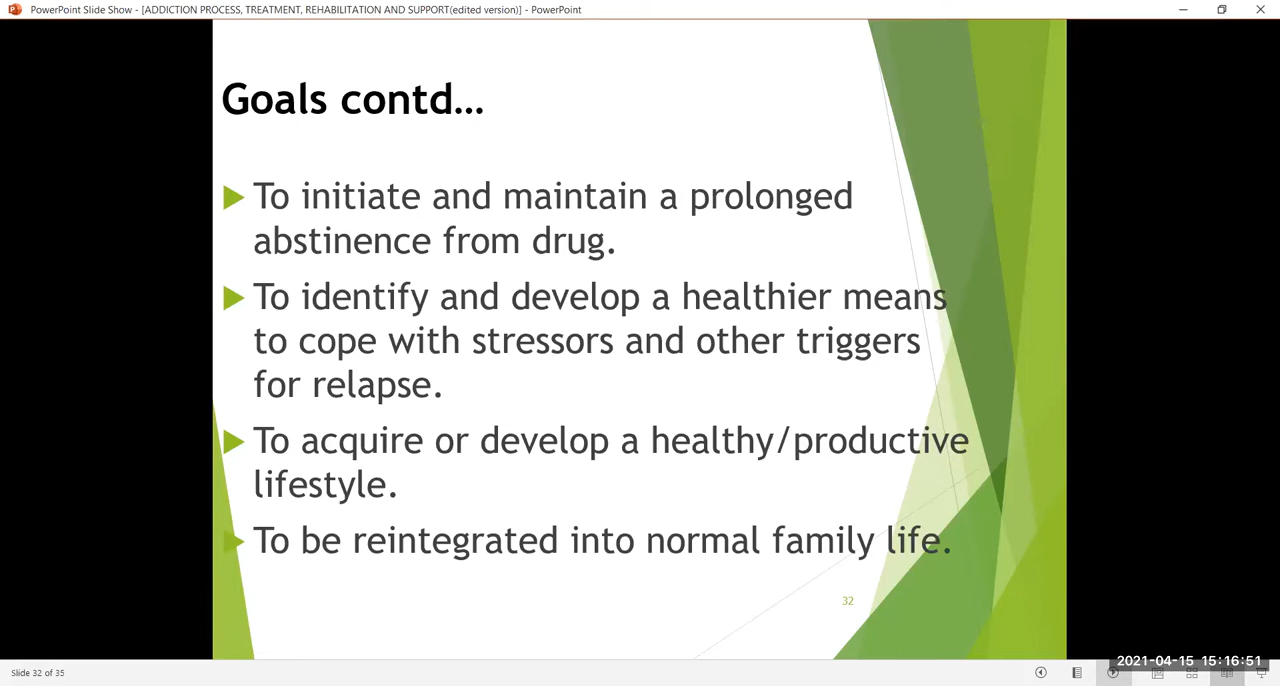 PowerPoint Slide Show - [ADDICTION PROCESS, TREATMENT, REHABILITATION AND SUPPORT(edited version)] - PowerPoint
Goals contd…
To initiate and maintain a prolonged
abstinence from drug.
To identify and develop a healthier means
to cope with stressors and other triggers
for relapse.
To acquire or develop a healthy/productive
lifestyle.
To be reintegrated into normal family life.
32
2021-04-15 15:16:51
Slide 32 of 35